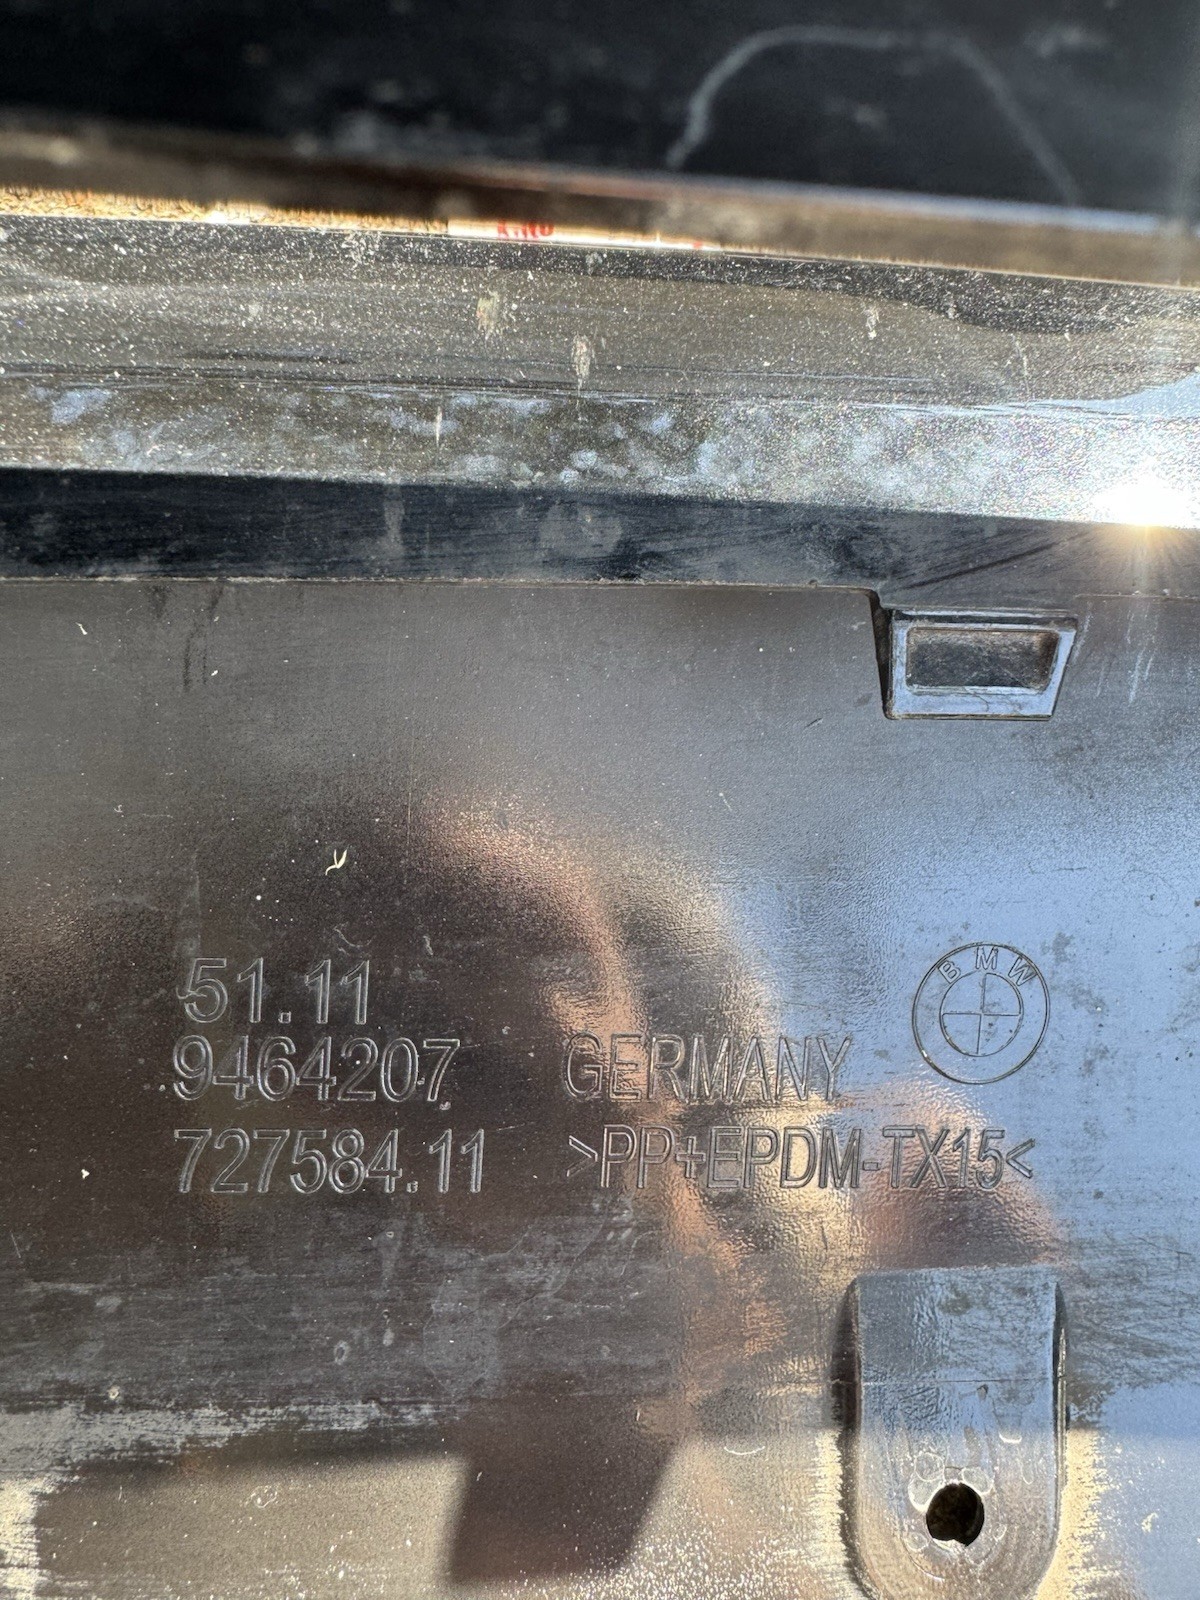 BMW
51.11
9464207 GERMANY
727584.11 >PP+EPDM-TX15<